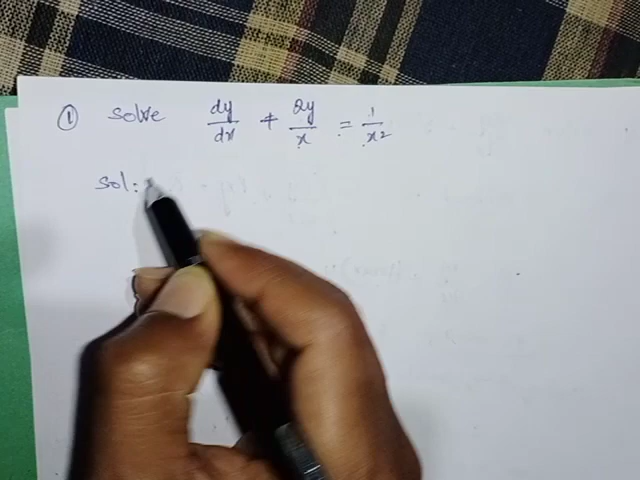 ① Solve dy/dx + 2y/x = 1/x²
Sol: